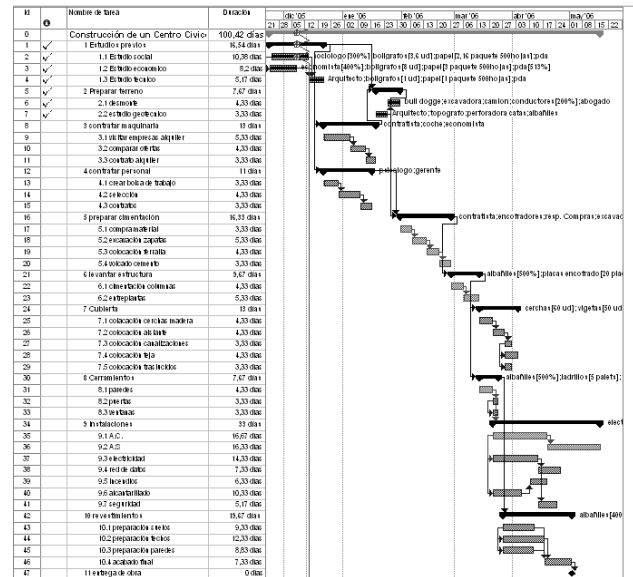 Id Nombre de tarea Duración dic '05 ene '06 feb '06 mar '06 abr '06 may '06
21 28 05 12 19 26 02 09 16 23 30 06 13 20 27 06 13 20 27 03 10 17 24 01 08 15 22
0 Construcción de un Centro Civic 100,42 días
1 1 Estudios previos 16,54 días
2 1.1 Estudio social 10,38 días sociologo[300%];boligrafos[3,6 ud];papel[2,16 paquete 500hojas];pda
3 1.2 Estudio economico 8,2 días economista[400%];boligrafos[8 ud];papel[3 paquete 500hojas];pda[513%]
4 1.3 Estudio tecnico 5,17 días Arquitecto;boligrafos[1 ud];papel[1 paquete 500hojas];pda
5 2 Preparar terreno 7,67 días
6 2.1 desmonte 4,33 días bull dogge;excavadora;camion;conductores[200%];abogado
7 2.2 estudio geotecnico 3,33 días Arquitecto;topografo;perforadora catas;albañiles
8 3 contratar maquinaria 13 días contratista;coche;economista
9 3.1 visitar empresas alquiler 5,33 días
10 3.2 comparar ofertas 4,33 días
11 3.3 contrato alquiler 3,33 días
12 4 contratar personal 11 días psicologo;gerente
13 4.1 crear bolsa de trabajo 4,33 días
14 4.2 selección 4,33 días
15 4.3 contratos 3,33 días
16 5 preparar cimentación 16,33 días contratista;encofradores;resp. Compras;excavac
17 5.1 compra material 3,33 días
18 5.2 excavación zapatas 5,33 días
19 5.3 colocación ferralla 4,33 días
20 5.4 volcado cemento 3,33 días
21 6 levantar estructura 9,67 días albañiles[500%];placas encofrado[20 plac
22 6.1 cimentación columnas 4,33 días
23 6.2 entreplantas 5,33 días
24 7 Cubierta 13 días cerchas[50 ud];vigetas[50 ud
25 7.1 colocación cerchas madera 4,33 días
26 7.2 colocación aislante 4,33 días
27 7.3 colocación canalizaciones 3,33 días
28 7.4 colocación teja 4,33 días
29 7.5 colocación traslucidos 3,33 días
30 8 Cerramientos 7,67 días albañiles[500%];ladrillos[5 palets];
31 8.1 paredes 4,33 días
32 8.2 puertas 3,33 días
33 8.3 ventanas 3,33 días
34 9 Instalaciones 33 días elect
35 9.1 A.C. 16,67 días
36 9.2 A.S 16,33 días
37 9.3 electricidad 14,33 días
38 9.4 red de datos 7,33 días
39 9.5 incendios 6,33 días
40 9.6 alcantarillado 10,33 días
41 9.7 seguridad 5,17 días
42 10 revestimientos 19,67 días albañiles[400
43 10.1 preparación suelos 9,33 días
44 10.2 preparación techos 12,33 días
45 10.3 preparación paredes 8,83 días
46 10.4 acabado final 7,33 días
47 11 entrega de obra 0 días